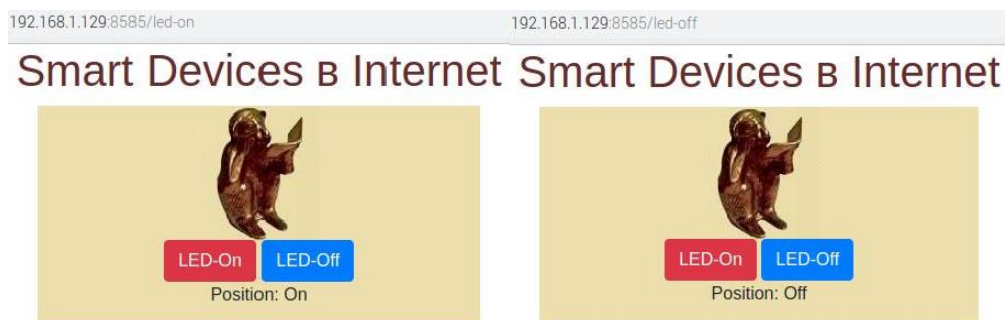 192.168.1.129:8585/led-on
Smart Devices в Internet
LED-On LED-Off
Position: On
192.168.1.129:8585/led-off
Smart Devices в Internet
LED-On LED-Off
Position: Off